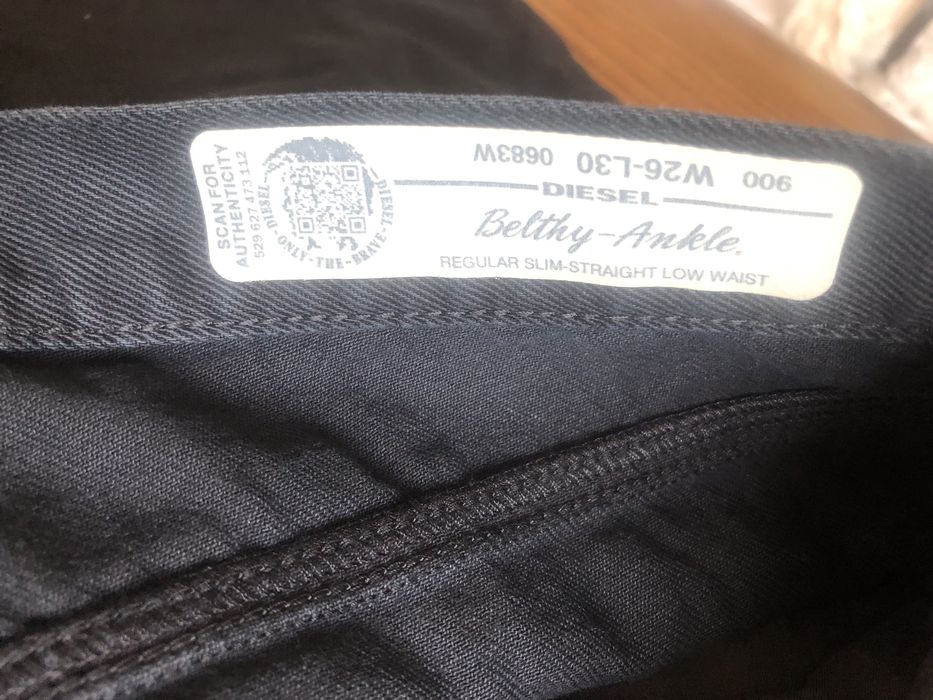 SCAN FOR
AUTHENTICITY
529 627 473 112
DIESEL ONLY-THE-BRAVE-DIESEL
900 W26-L30 0683W
DIESEL
Belthy-Ankle.
REGULAR SLIM-STRAIGHT LOW WAIST